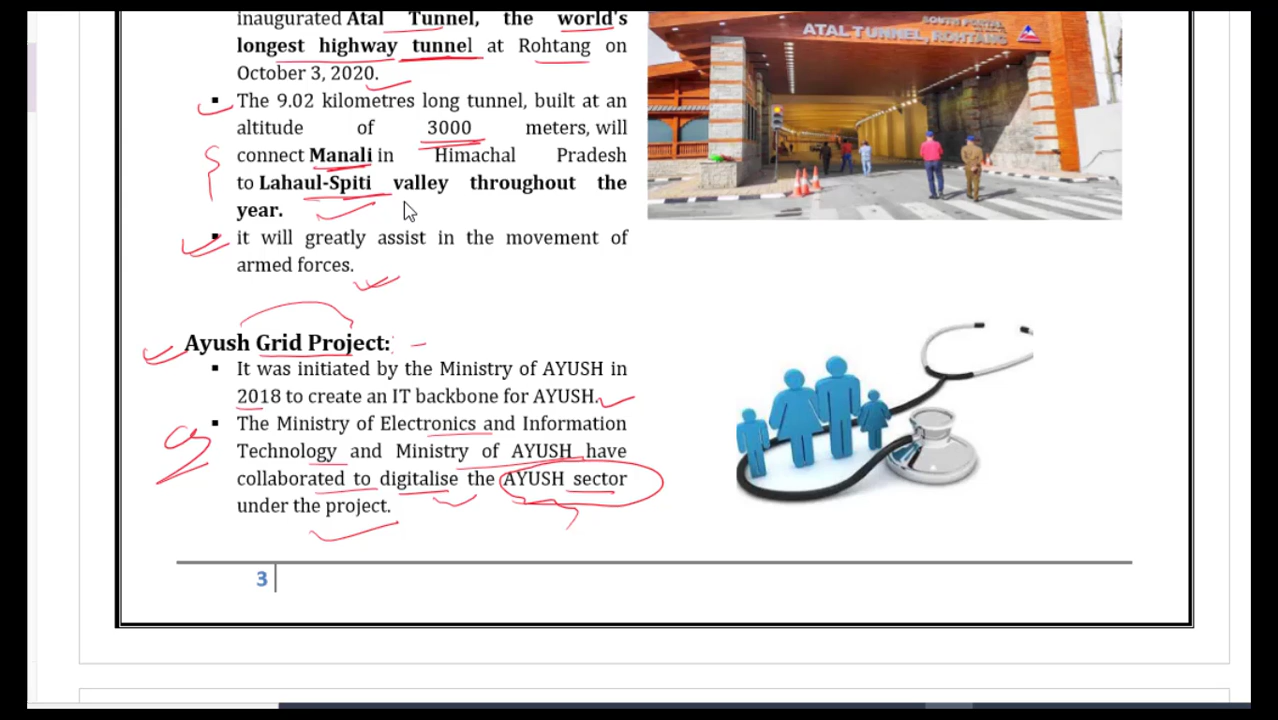 inaugurated Atal Tunnel, the world's
longest highway tunnel at Rohtang on
October 3, 2020.
▪ The 9.02 kilometres long tunnel, built at an
altitude of 3000 meters, will
connect Manali in Himachal Pradesh
to Lahaul-Spiti valley throughout the
year.
▪ it will greatly assist in the movement of
armed forces.
SOUTH PORTAL
ATAL TUNNEL, ROHTANG
Ayush Grid Project:
▪ It was initiated by the Ministry of AYUSH in
2018 to create an IT backbone for AYUSH.
▪ The Ministry of Electronics and Information
Technology and Ministry of AYUSH have
collaborated to digitalise the AYUSH sector
under the project.
3